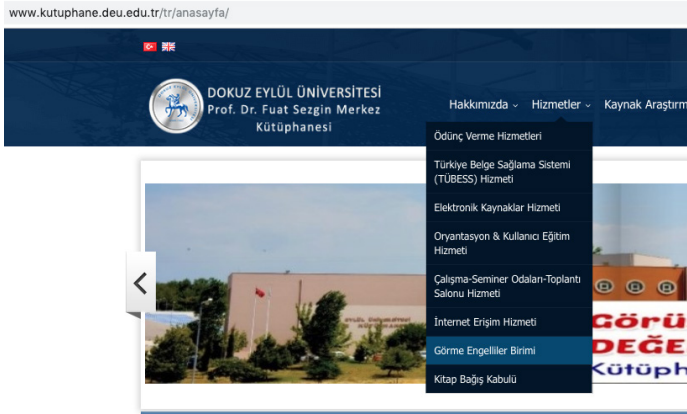 www.kutuphane.deu.edu.tr/tr/anasayfa/
DOKUZ EYLÜL ÜNİVERSİTESİ
Prof. Dr. Fuat Sezgin Merkez
Kütüphanesi
Hakkımızda Hizmetler Kaynak Araştırm
Ödünç Verme Hizmetleri
Türkiye Belge Sağlama Sistemi
(TÜBESS) Hizmeti
Elektronik Kaynaklar Hizmeti
Oryantasyon & Kullanıcı Eğitim
Hizmeti
Çalışma-Seminer Odaları-Toplantı
Salonu Hizmeti
İnternet Erişim Hizmeti
Görme Engelliler Birimi
Kitap Bağış Kabulü
Görü
DEĞE
Kütüph